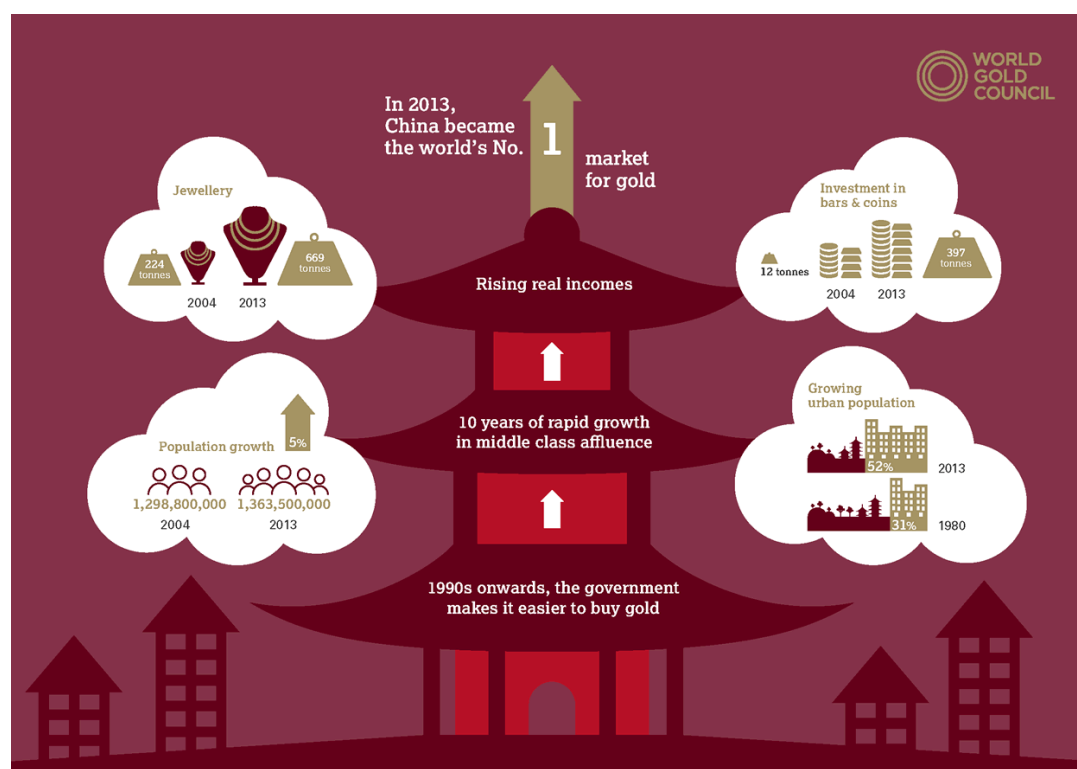 WORLD
GOLD
COUNCIL
In 2013,
China became
the world's No. 1
market
for gold
Jewellery
224
tonnes
669
tonnes
2004
2013
Investment in
bars & coins
12 tonnes
397
tonnes
2004
2013
Rising real incomes
Population growth
5%
1,298,800,000
1,363,500,000
2004
2013
10 years of rapid growth
in middle class affluence
Growing
urban population
52%
2013
31%
1980
1990s onwards, the government
makes it easier to buy gold